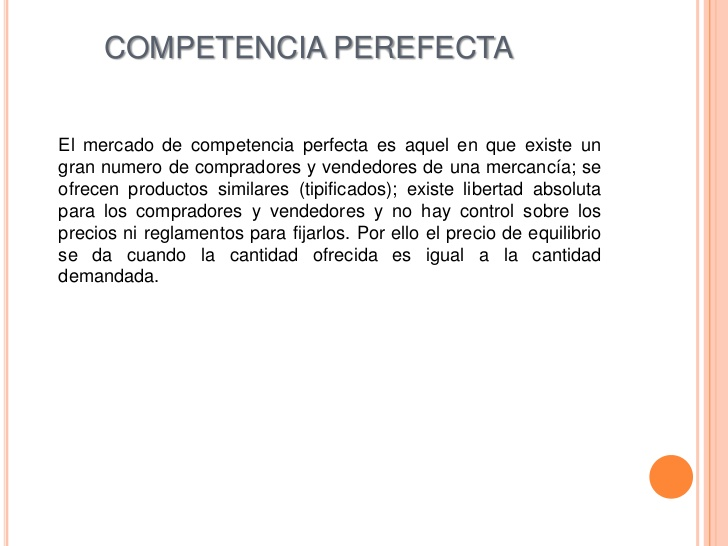 COMPETENCIA PEREFECTA
El mercado de competencia perfecta es aquel en que existe un
gran numero de compradores y vendedores de una mercancía; se
ofrecen productos similares (tipificados); existe libertad absoluta
para los compradores y vendedores y no hay control sobre los
precios ni reglamentos para fijarlos. Por ello el precio de equilibrio
se da cuando la cantidad ofrecida es igual a la cantidad
demandada.